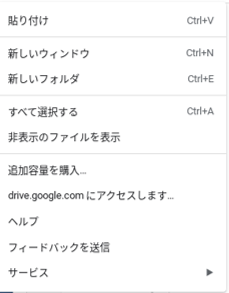 貼り付け Ctrl+V
新しいウィンドウ Ctrl+N
新しいフォルダ Ctrl+E
すべて選択する Ctrl+A
非表示のファイルを表示
追加容量を購入...
drive.google.com にアクセスします...
ヘルプ
フィードバックを送信
サービス